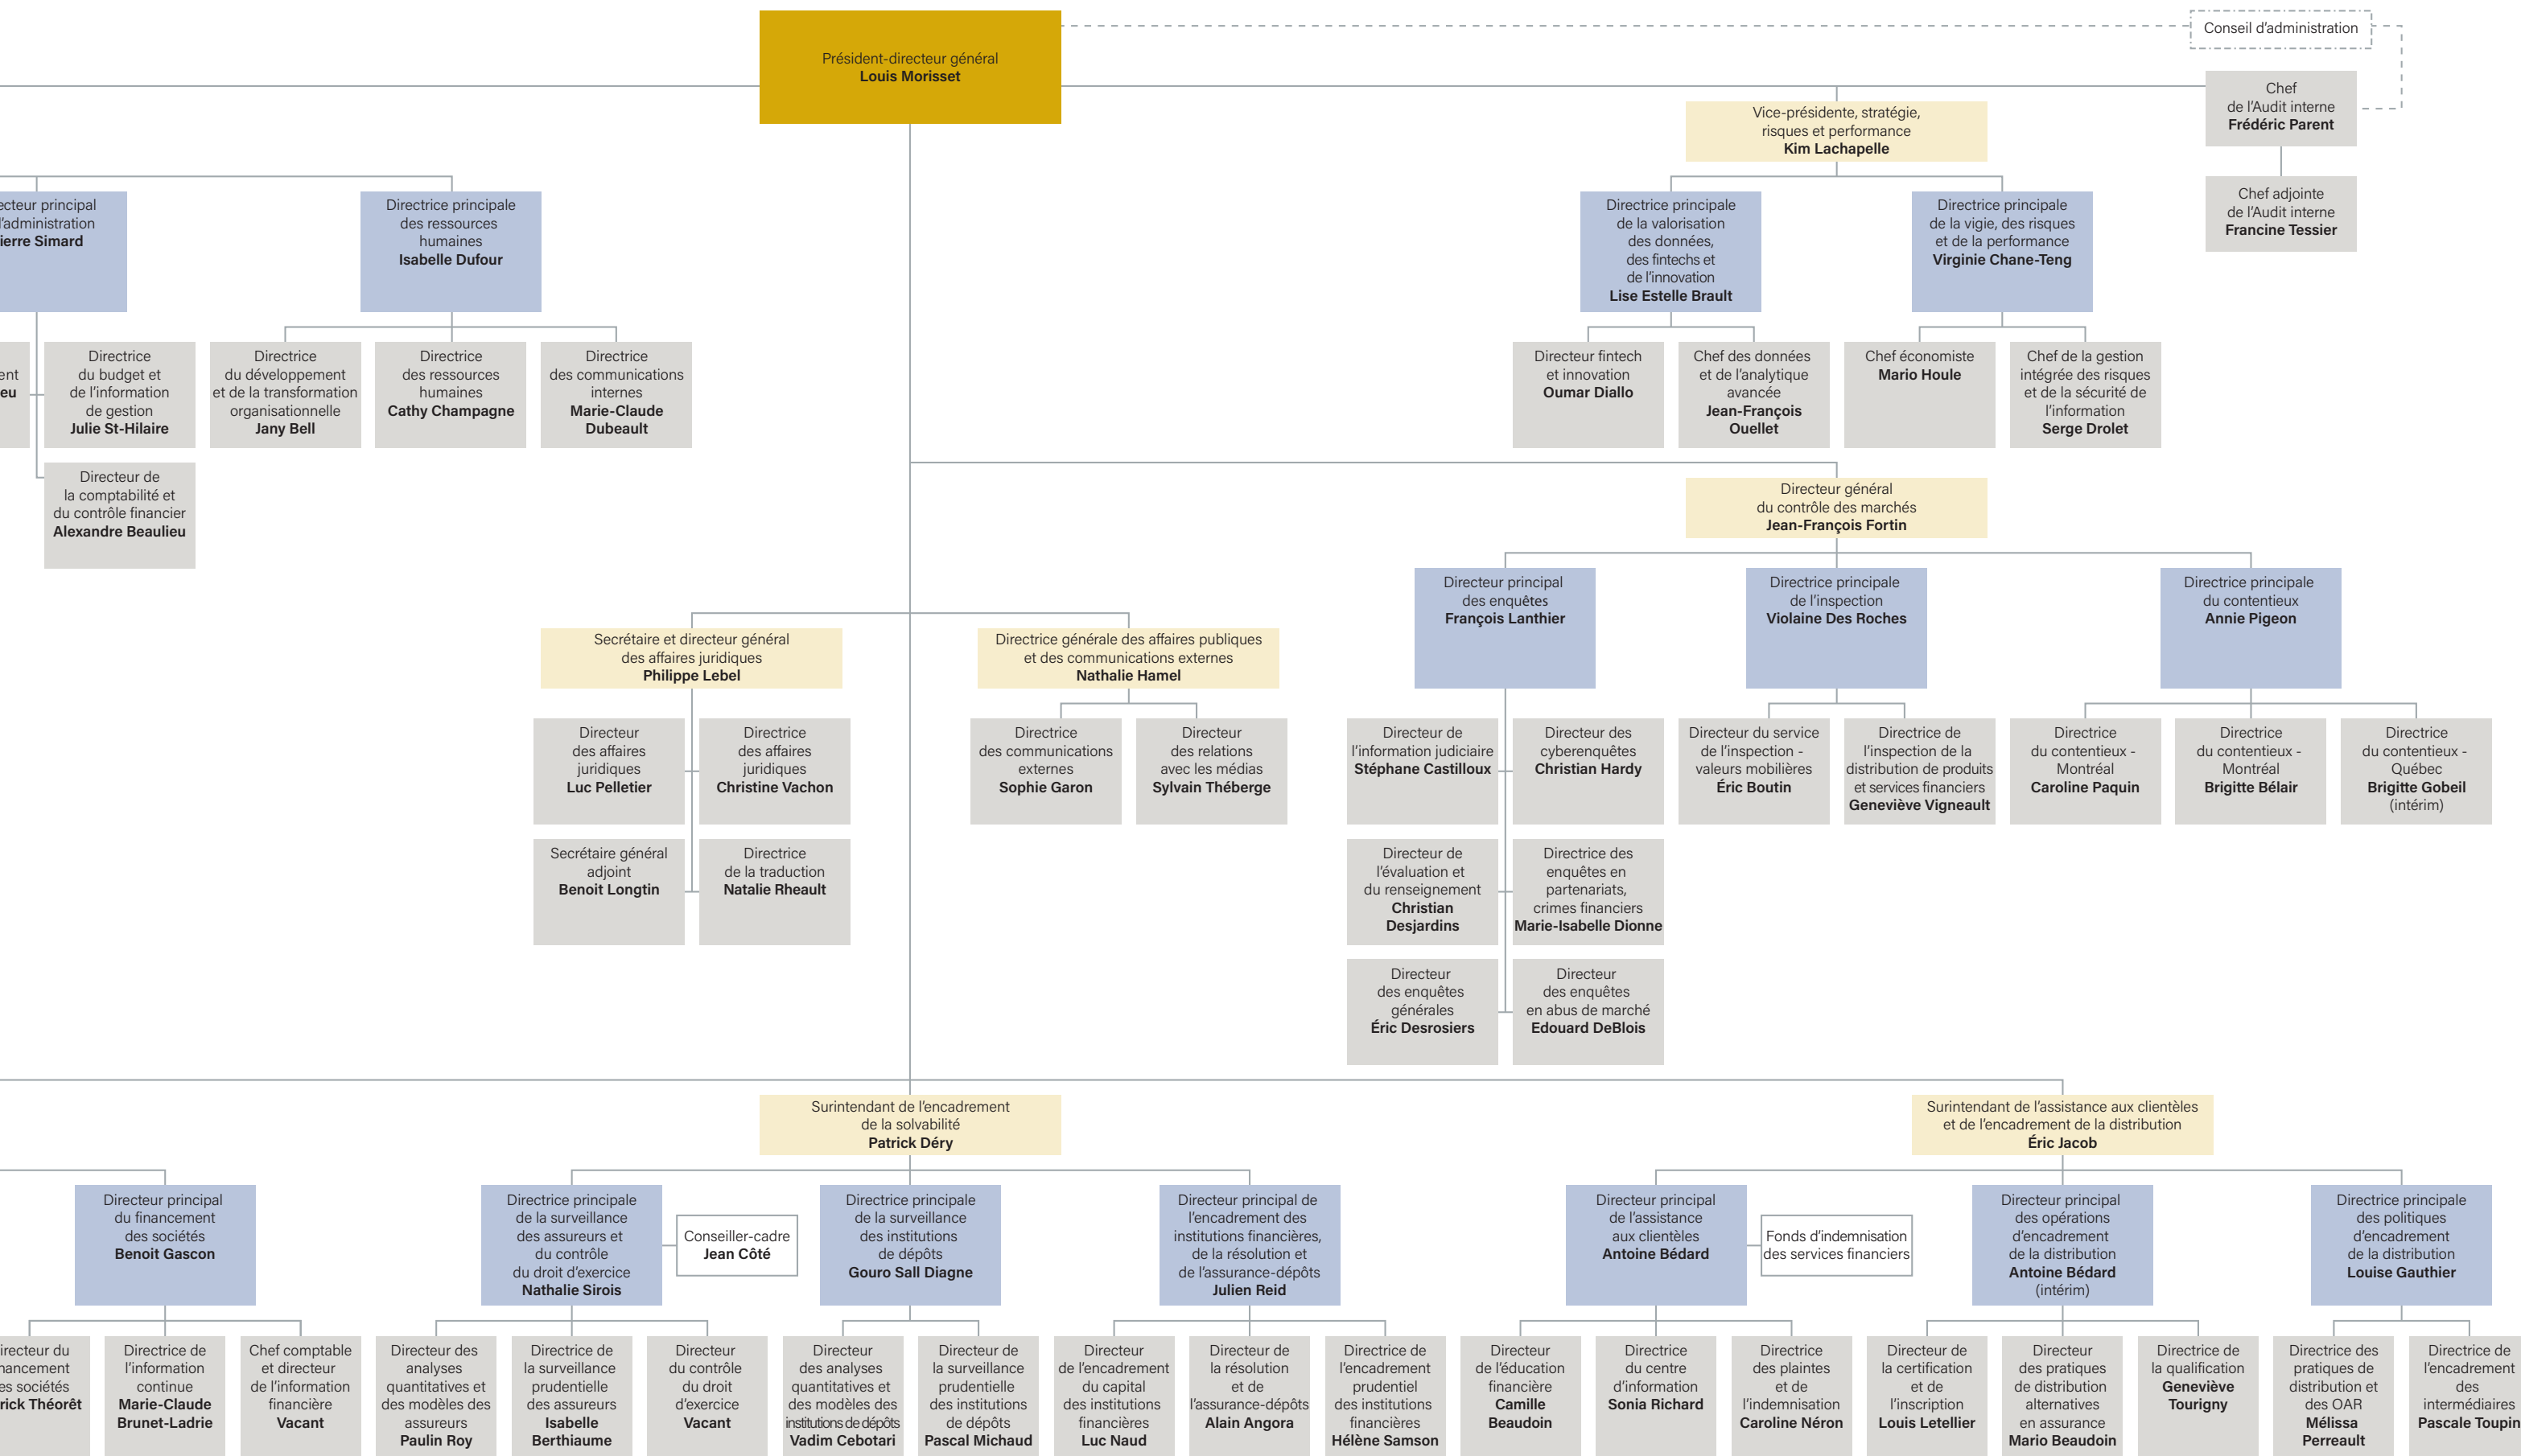 Président-directeur général
Louis Morisset
Conseil d'administration
Chef
de l'Audit interne
Frédéric Parent
Chef adjointe
de l'Audit interne
Francine Tessier
Vice-présidente, stratégie,
risques et performance
Kim Lachapelle
principal
l'administration
Simard
Directrice principale
des ressources
humaines
Isabelle Dufour
Directrice principale
de la valorisation
des données,
des fintechs et
de l'innovation
Lise Estelle Brault
Directrice principale
de la vigie, des risques
et de la performance
Virginie Chane-Teng
Directrice
du budget et
de l'information
de gestion
Julie St-Hilaire
Directrice
du développement
et de la transformation
organisationnelle
Jany Bell
Directrice
des ressources
humaines
Cathy Champagne
Directrice
des communications
internes
Marie-Claude
Dubeault
Directeur fintech
et innovation
Oumar Diallo
Chef des données
et de l'analytique
avancée
Jean-François
Ouellet
Chef économiste
Mario Houle
Chef de la gestion
intégrée des risques
et de la sécurité de
l'information
Serge Drolet
Directeur de
la comptabilité et
du contrôle financier
Alexandre Beaulieu
Directeur général
du contrôle des marchés
Jean-François Fortin
Directeur principal
des enquêtes
François Lanthier
Directrice principale
de l'inspection
Violaine Des Roches
Directrice principale
du contentieux
Annie Pigeon
Secrétaire et directeur général
des affaires juridiques
Philippe Lebel
Directrice générale des affaires publiques
et des communications externes
Nathalie Hamel
Directeur
des affaires
juridiques
Luc Pelletier
Directrice
des affaires
juridiques
Christine Vachon
Directrice
des communications
externes
Sophie Garon
Directeur
des relations
avec les médias
Sylvain Théberge
Directeur de
l'information judiciaire
Stéphane Castilloux
Directeur des
cyberenquêtes
Christian Hardy
Directeur du service
de l'inspection -
valeurs mobilières
Éric Boutin
Directrice de
l'inspection de la
distribution de produits
et services financiers
Geneviève Vigneault
Directrice
du contentieux -
Montréal
Caroline Paquin
Directrice
du contentieux -
Montréal
Brigitte Bélair
Directrice
du contentieux -
Québec
Brigitte Gobeil
(intérim)
Secrétaire général
adjoint
Benoit Longtin
Directrice
de la traduction
Natalie Rheault
Directeur de
l'évaluation et
du renseignement
Christian
Desjardins
Directrice des
enquêtes en
partenariats,
crimes financiers
Marie-Isabelle Dionne
Directeur
des enquêtes
générales
Éric Desrosiers
Directeur
des enquêtes
en abus de marché
Edouard DeBlois
Surintendant de l'encadrement
de la solvabilité
Patrick Déry
Surintendant de l'assistance aux clientèles
et de l'encadrement de la distribution
Éric Jacob
Directeur principal
du financement
des sociétés
Benoit Gascon
Directrice principale
de la surveillance
des assureurs et
du contrôle
du droit d'exercice
Nathalie Sirois
Conseiller-cadre
Jean Côté
Directrice principale
de la surveillance
des institutions
de dépôts
Gouro Sall Diagne
Directeur principal de
l'encadrement des
institutions financières,
de la résolution et
de l'assurance-dépôts
Julien Reid
Directeur principal
de l'assistance
aux clientèles
Antoine Bédard
Fonds d'indemnisation
des services financiers
Directeur principal
des opérations
d'encadrement
de la distribution
Antoine Bédard
(intérim)
Directrice principale
des politiques
d'encadrement
de la distribution
Louise Gauthier
du
sociétés
Théorêt
Directrice de
l'information
continue
Marie-Claude
Brunet-Ladrie
Chef comptable
et directeur
de l'information
financière
Vacant
Directeur des
analyses
quantitatives et
des modèles des
assureurs
Paulin Roy
Directrice de
la surveillance
prudentielle
des assureurs
Isabelle
Berthiaume
Directeur
du contrôle
du droit
d'exercice
Vacant
Directeur
des analyses
quantitatives et
des modèles des
institutions de dépôts
Vadim Cebotari
Directeur de
la surveillance
prudentielle
des institutions
de dépôts
Pascal Michaud
Directeur
de l'encadrement
du capital
des institutions
financières
Luc Naud
Directeur de
la résolution
et de
l'assurance-dépôts
Alain Angora
Directrice de
l'encadrement
prudentiel
des institutions
financières
Hélène Samson
Directeur
de l'éducation
financière
Camille
Beaudoin
Directrice
du centre
d'information
Sonia Richard
Directrice
des plaintes
et de
l'indemnisation
Caroline Néron
Directeur de
la certification
et de
l'inscription
Louis Letellier
Directeur
des pratiques
de distribution
alternatives
en assurance
Mario Beaudoin
Directrice de
la qualification
Geneviève
Tourigny
Directrice des
pratiques de
distribution et
des OAR
Mélissa
Perreault
Directrice de
l'encadrement
des
intermédiaires
Pascale Toupin